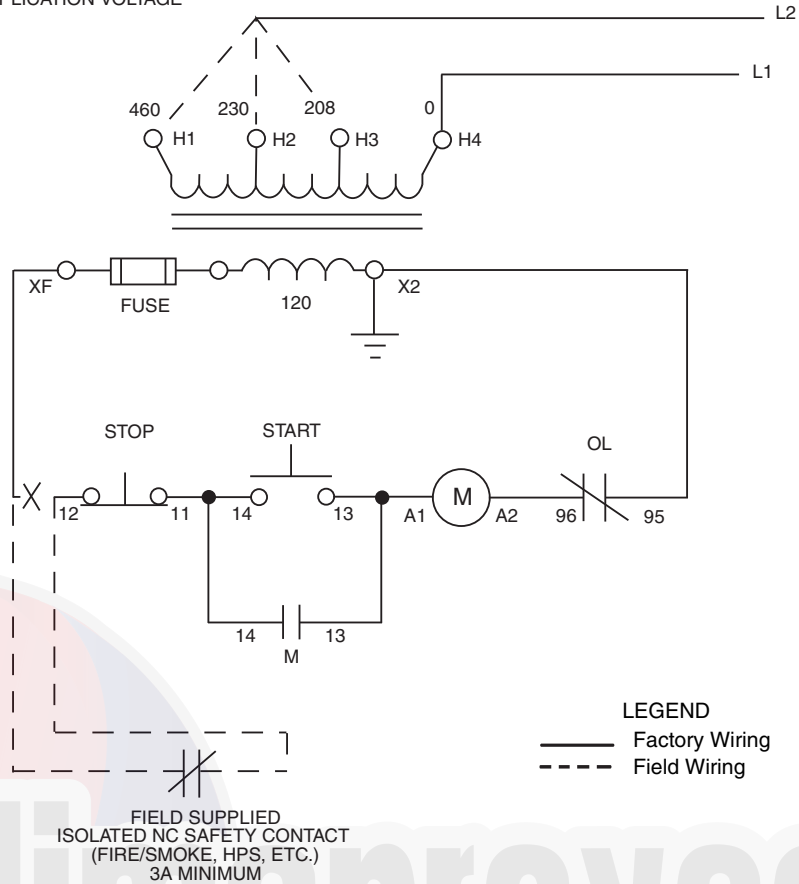 L2
L1
460 230 208 0
H1 H2 H3 H4
XF FUSE 120 X2
STOP START OL
12 11 14 13 A1 M A2 96 95
14 13
M
LEGEND
Factory Wiring
Field Wiring
FIELD SUPPLIED
ISOLATED NC SAFETY CONTACT
(FIRE/SMOKE, HPS, ETC.)
3A MINIMUM